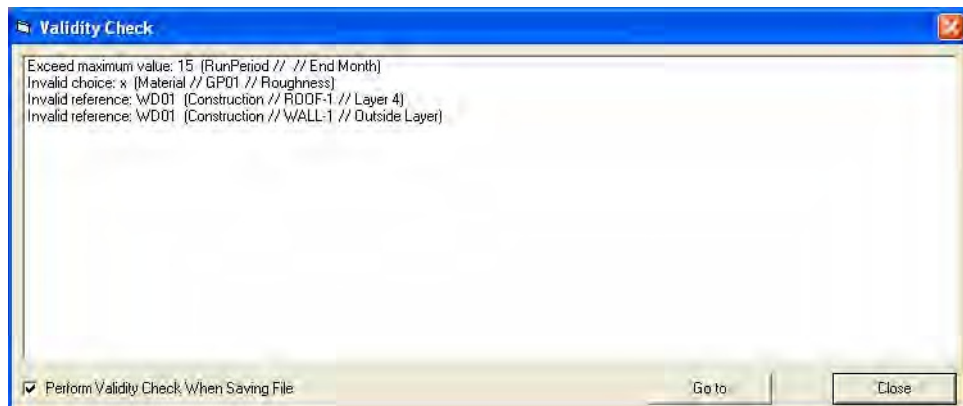 Validity Check
Exceed maximum value: 15 (RunPeriod // // End Month)
Invalid choice: x (Material // GP01 // Roughness)
Invalid reference: WD01 (Construction // ROOF-1 // Layer 4)
Invalid reference: WD01 (Construction // WALL-1 // Outside Layer)
Perform Validity Check When Saving File
Go to
Close